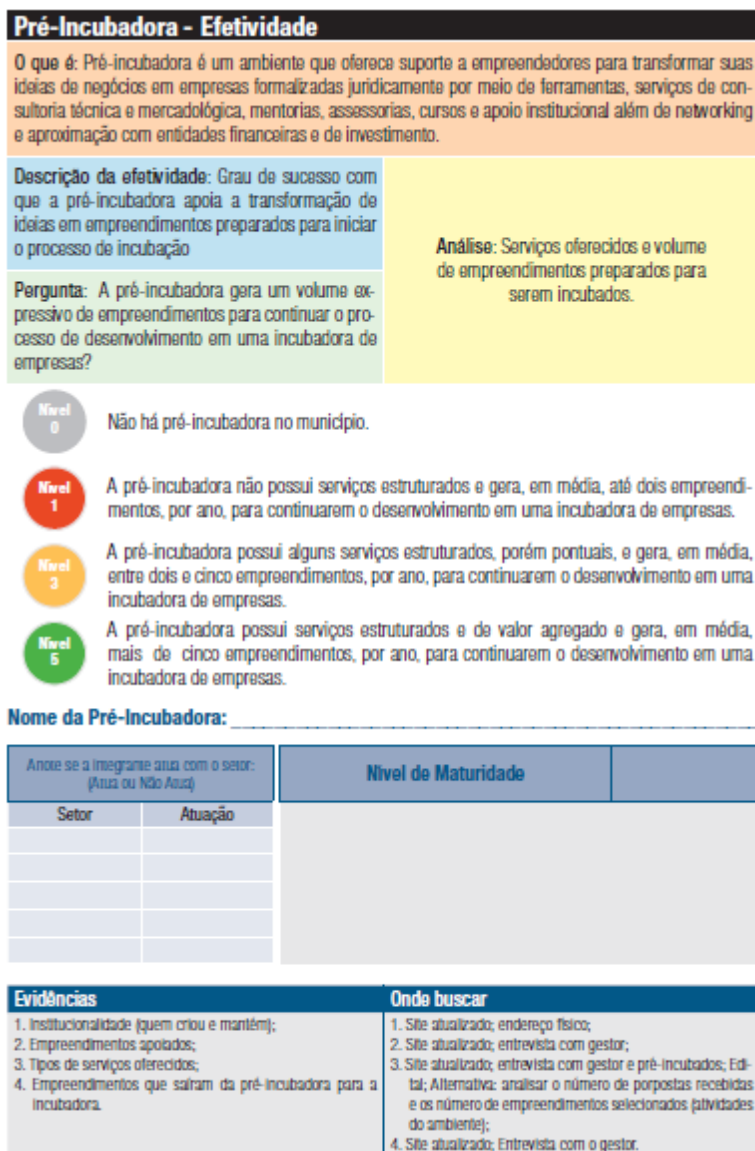 Pré-Incubadora - Efetividade
O que é: Pré-incubadora é um ambiente que oferece suporte a empreendedores para transformar suas
ideias de negócios em empresas formalizadas juridicamente por meio de ferramentas, serviços de con-
sultoria técnica e mercadológica, mentorias, assessorias, cursos e apoio institucional além de networking
e aproximação com entidades financeiras e de investimento.
Descrição da efetividade: Grau de sucesso com
que a pré-incubadora apoia a transformação de
ideias em empreendimentos preparados para iniciar
o processo de incubação
Pergunta: A pré-incubadora gera um volume ex-
pressivo de empreendimentos para continuar o pro-
cesso de desenvolvimento em uma incubadora de
empresas?
Análise: Serviços oferecidos e volume
de empreendimentos preparados para
serem incubados.
Nível
0
Não há pré-incubadora no município.
Nível
1
A pré-incubadora não possui serviços estruturados e gera, em média, até dois empreendi-
mentos, por ano, para continuarem o desenvolvimento em uma incubadora de empresas.
Nível
3
A pré-incubadora possui alguns serviços estruturados, porém pontuais, e gera, em média,
entre dois e cinco empreendimentos, por ano, para continuarem o desenvolvimento em uma
incubadora de empresas.
Nível
5
A pré-incubadora possui serviços estruturados e de valor agregado e gera, em média,
mais de cinco empreendimentos, por ano, para continuarem o desenvolvimento em uma
incubadora de empresas.
Nome da Pré-Incubadora:
Anote se a integrante atua com o setor:
(Atua ou Não Atua)
Nível de Maturidade
Setor Atuação
Evidências
1. Institucionalidade (quem criou e mantém);
2. Empreendimentos apoiados;
3. Tipos de serviços oferecidos;
4. Empreendimentos que saíram da pré-incubadora para a
incubadora.
Onde buscar
1. Site atualizado; endereço físico;
2. Site atualizado; entrevista com gestor;
3. Site atualizado; entrevista com gestor e pré-incubados; Edi-
tal; Alternativa: analisar o número de porpostas recebidas
e os número de empreendimentos selecionados (atividades
do ambiente);
4. Site atualizado; Entrevista com o gestor.